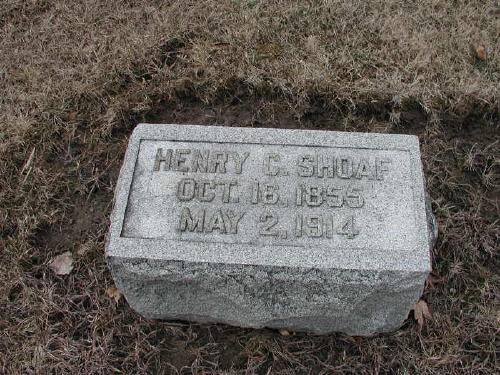 HENRY C. SHOAF
OCT. 16, 1855
MAY 2, 1914